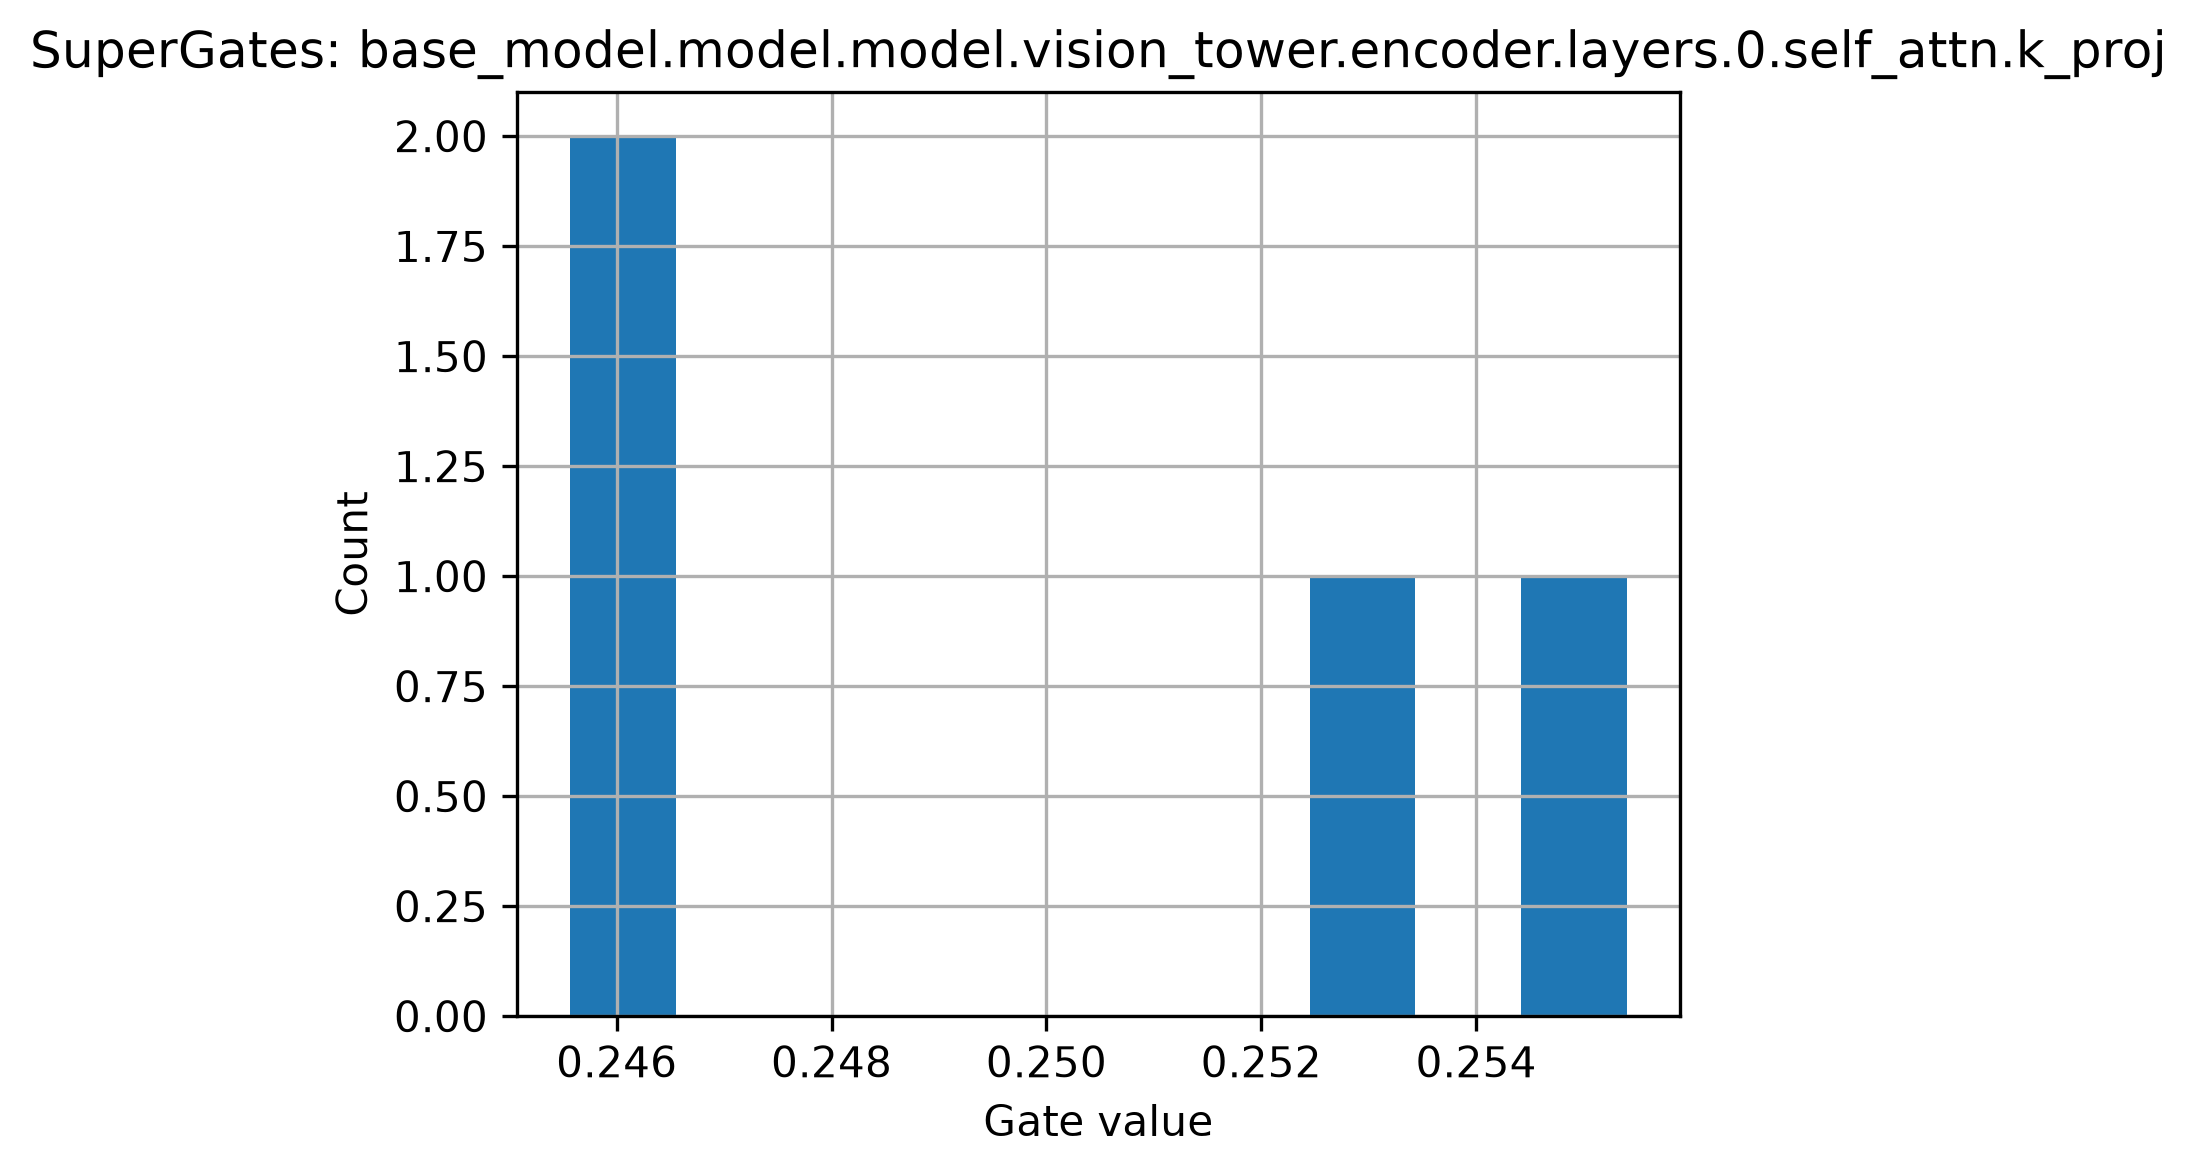 SuperGates: base_model.model.model.vision_tower.encoder.layers.0.self_attn.k_proj
2.00
1.75
1.50
1.25
1.00
0.75
0.50
0.25
0.00
Count
0.246 0.248 0.250 0.252 0.254
Gate value